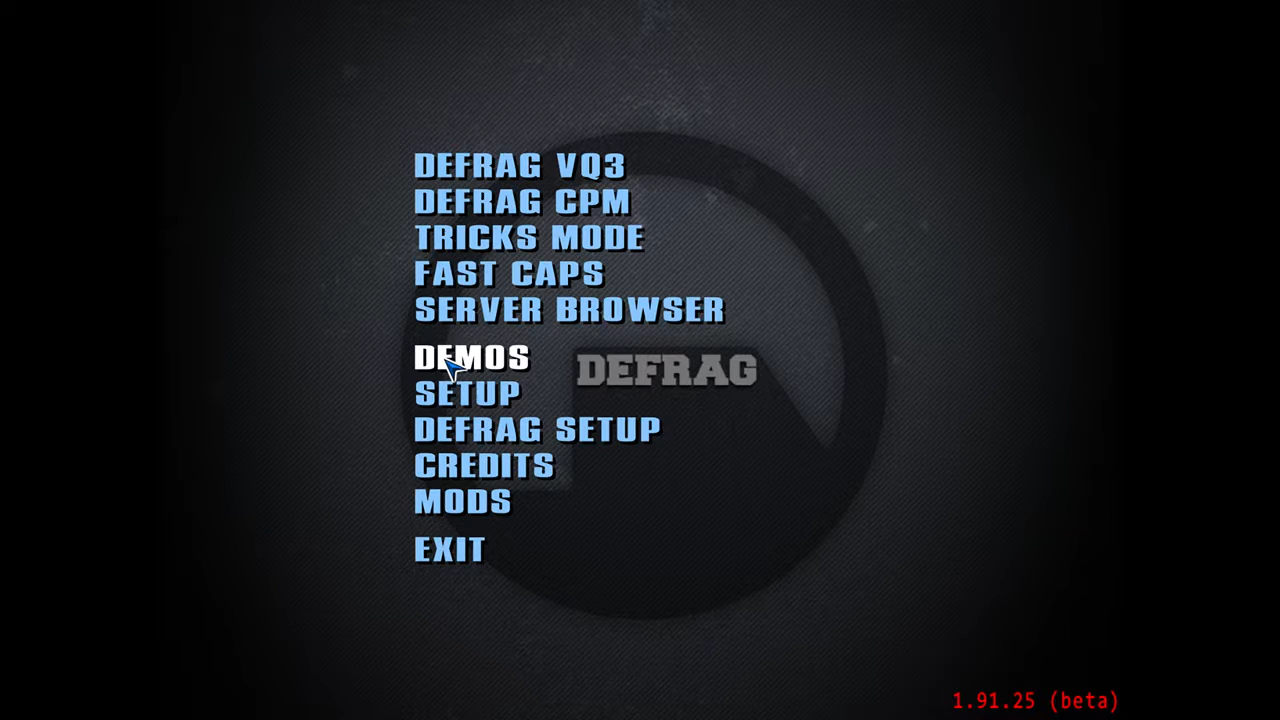 DEFRAG VQ3
DEFRAG CPM
TRICKS MODE
FAST CAPS
SERVER BROWSER
DEMOS
DEFRAG
SETUP
DEFRAG SETUP
CREDITS
MODS
EXIT
1.91.25 (beta)